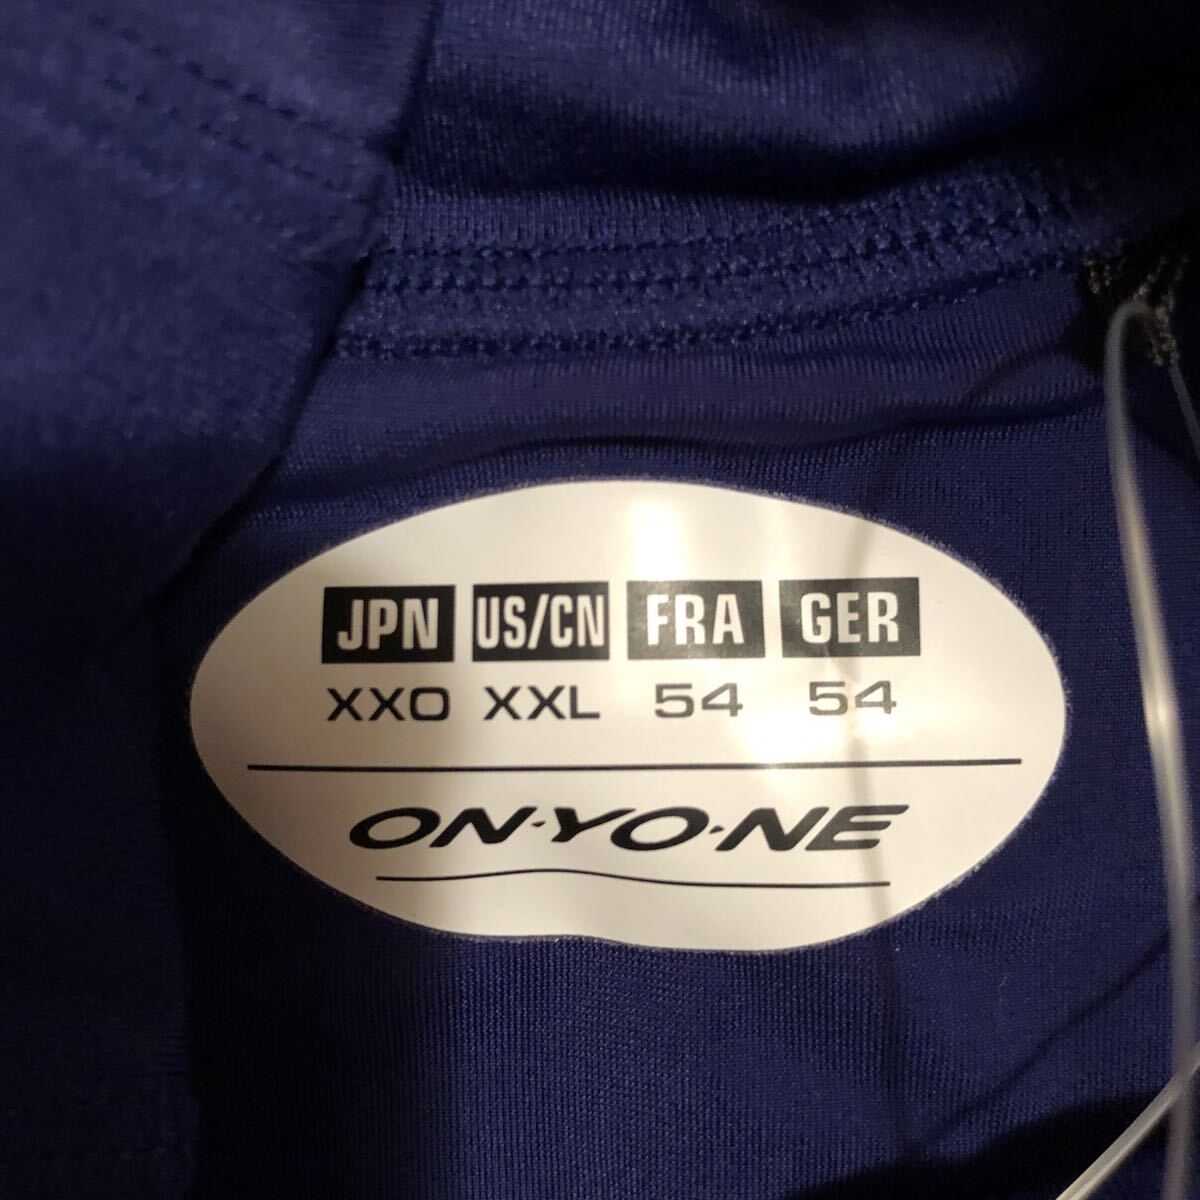 JPN US/CN FRA GER
XXO XXL 54 54
ON·YO·NE